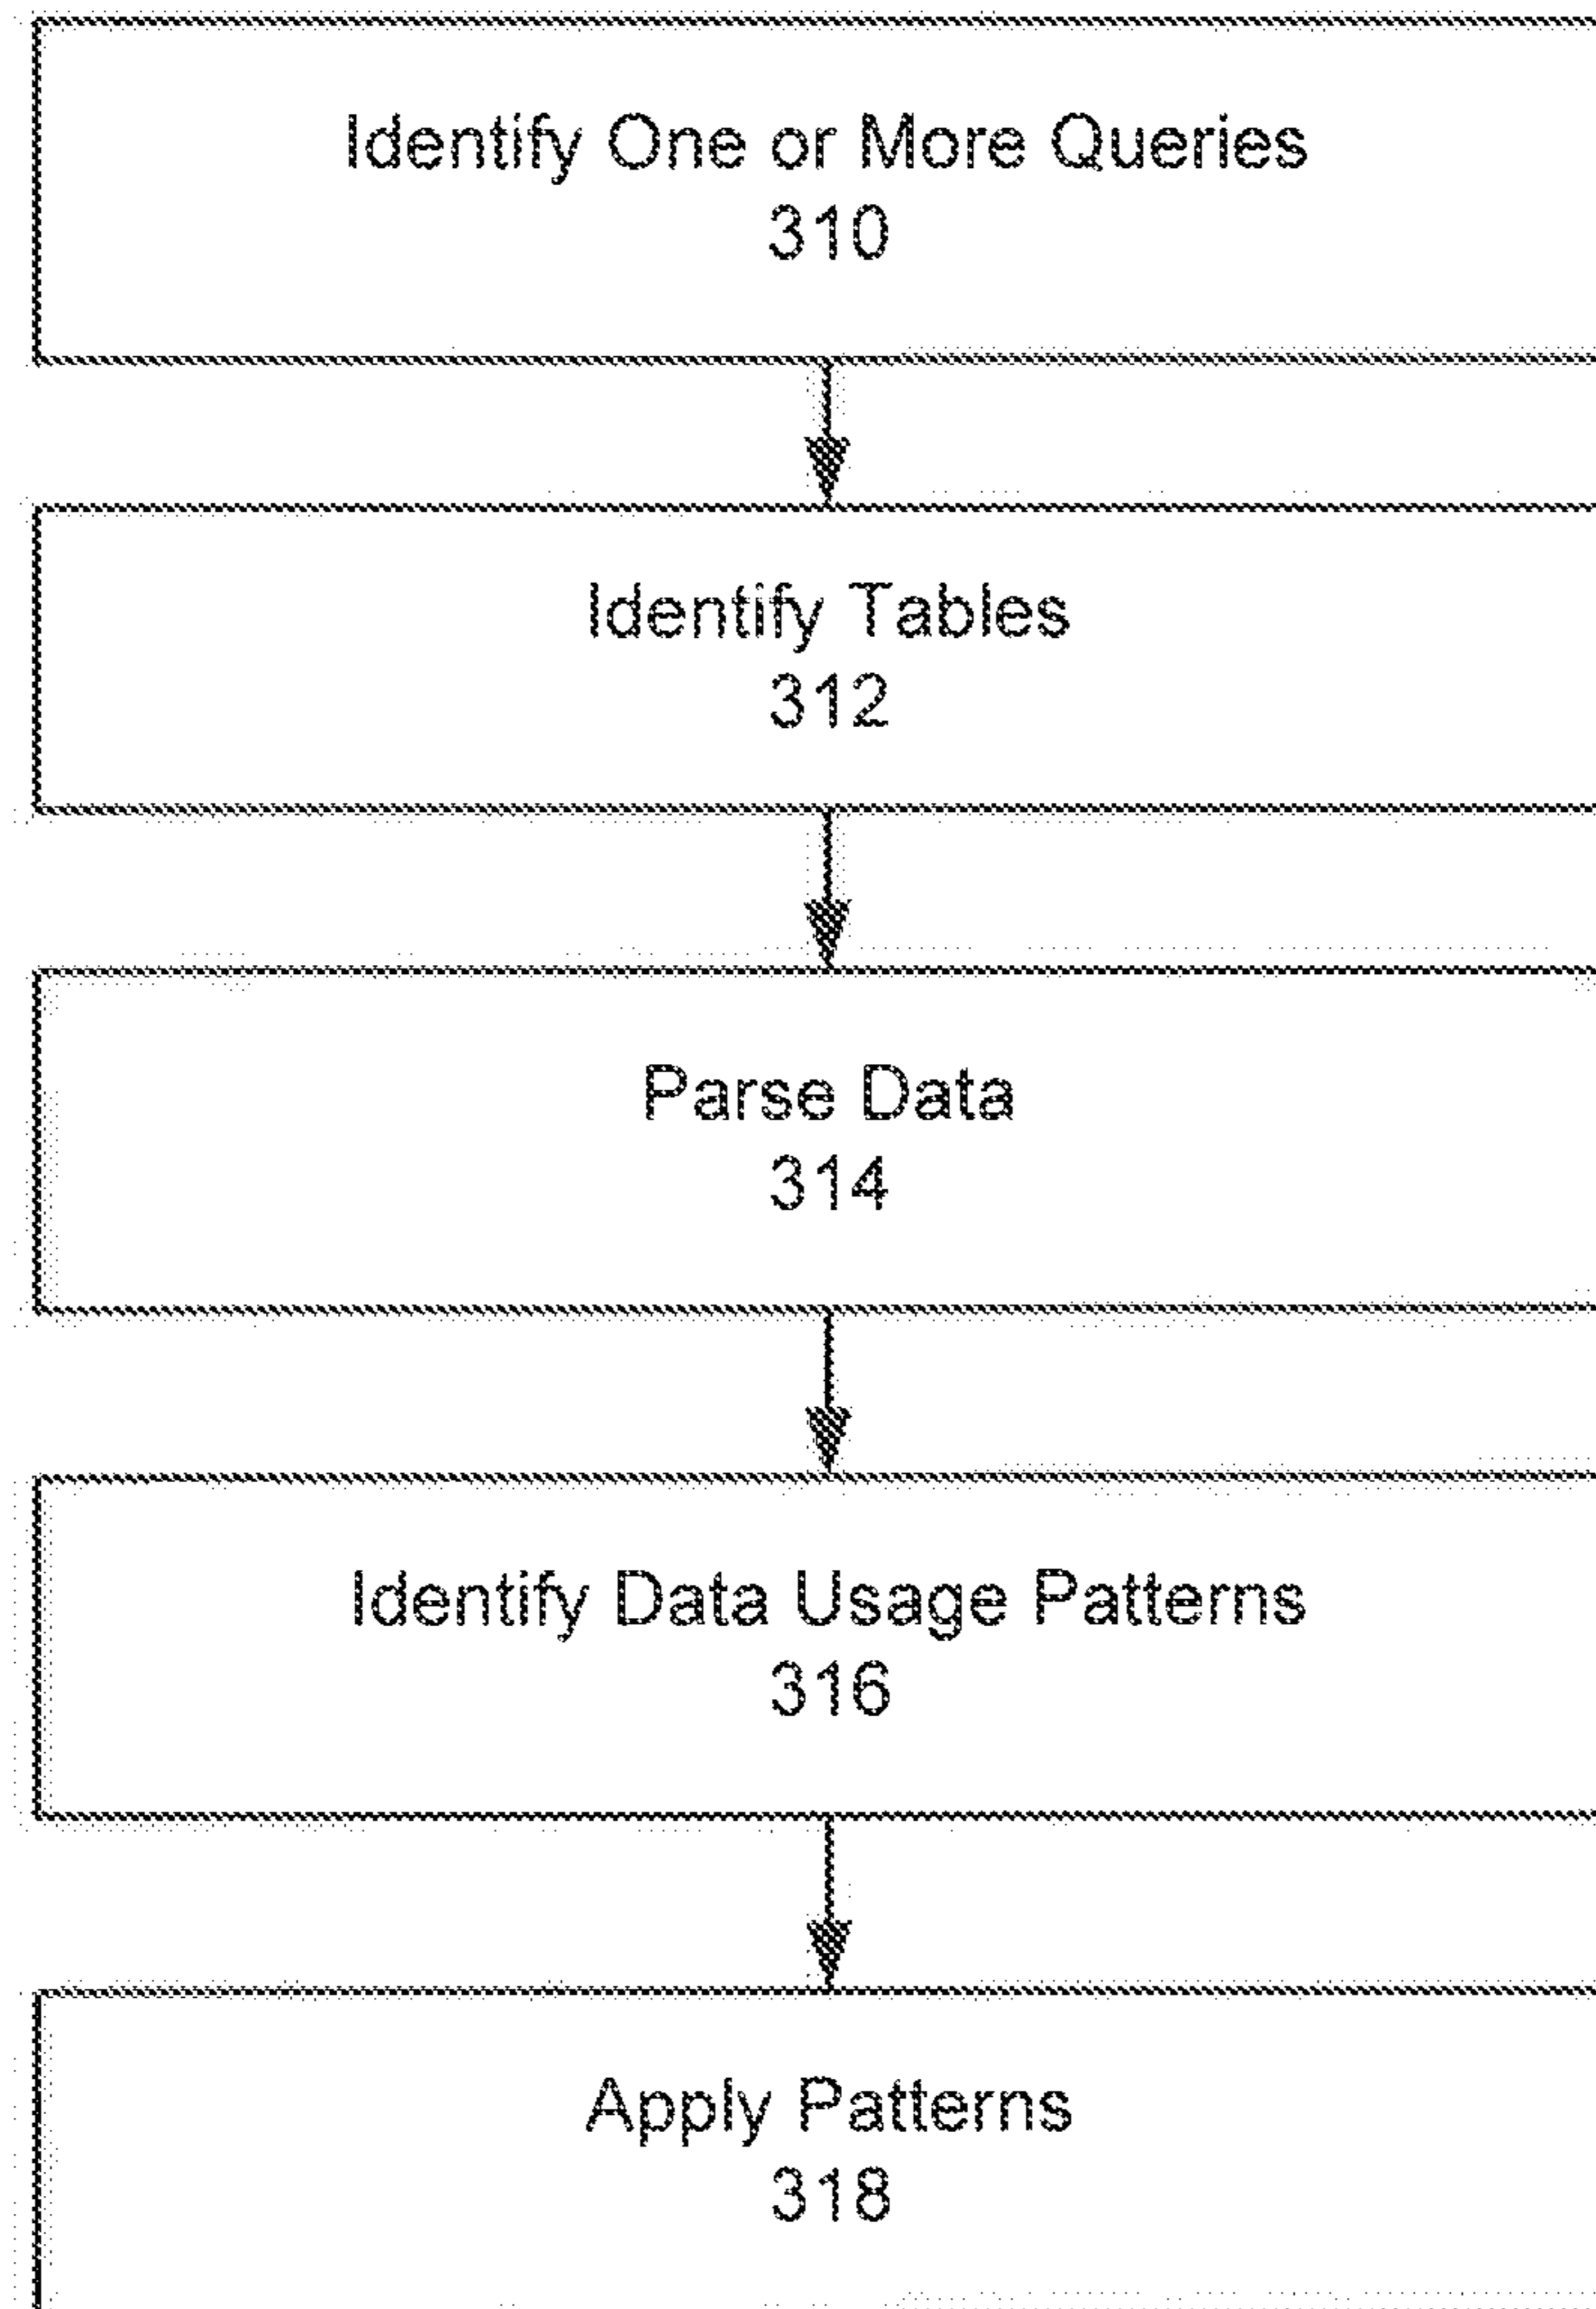 Identify One or More Queries
310
Identify Tables
312
Parse Data
314
Identify Data Usage Patterns
316
Apply Patterns
318